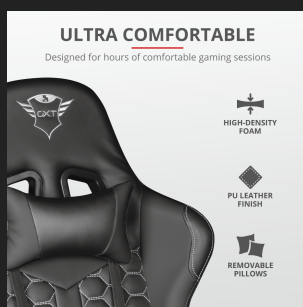 ULTRA COMFORTABLE
Designed for hours of comfortable gaming sessions
GXT
HIGH-DENSITY
FOAM
PU LEATHER
FINISH
REMOVABLE
PILLOWS